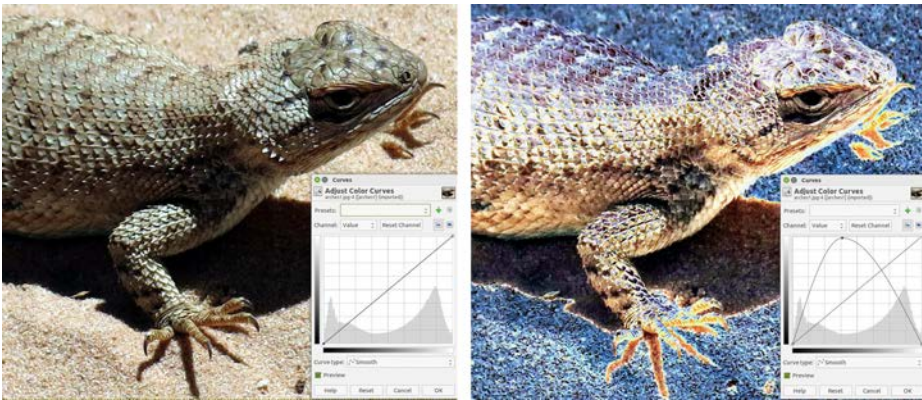 Curves
Adjust Color Curves
Presets:
Channel: Value Reset Channel
Curve type: Smooth
Preview
Help Reset Cancel OK
Curves
Adjust Color Curves
Presets:
Channel: Value Reset Channel
Curve type: Smooth
Preview
Help Reset Cancel OK